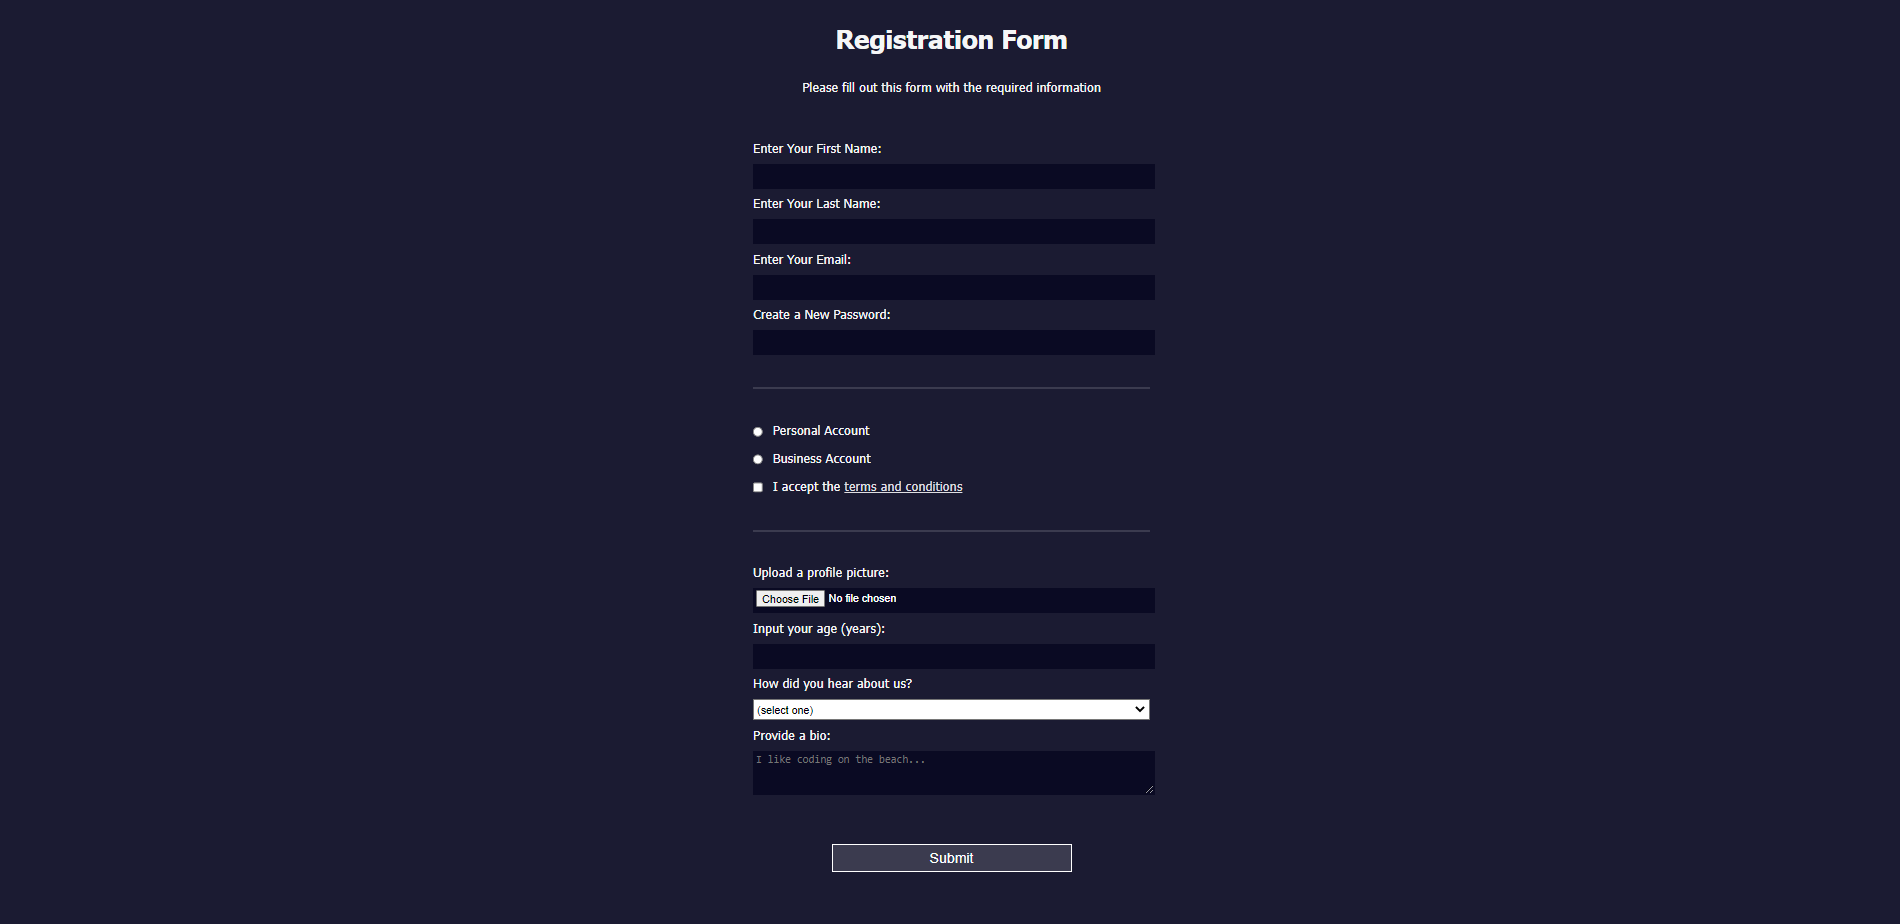 Registration Form
Please fill out this form with the required information
Enter Your First Name:
Enter Your Last Name:
Enter Your Email:
Create a New Password:
Personal Account
Business Account
I accept the terms and conditions
Upload a profile picture:
Choose File No file chosen
Input your age (years):
How did you hear about us?
(select one)
Provide a bio:
I like coding on the beach...
Submit